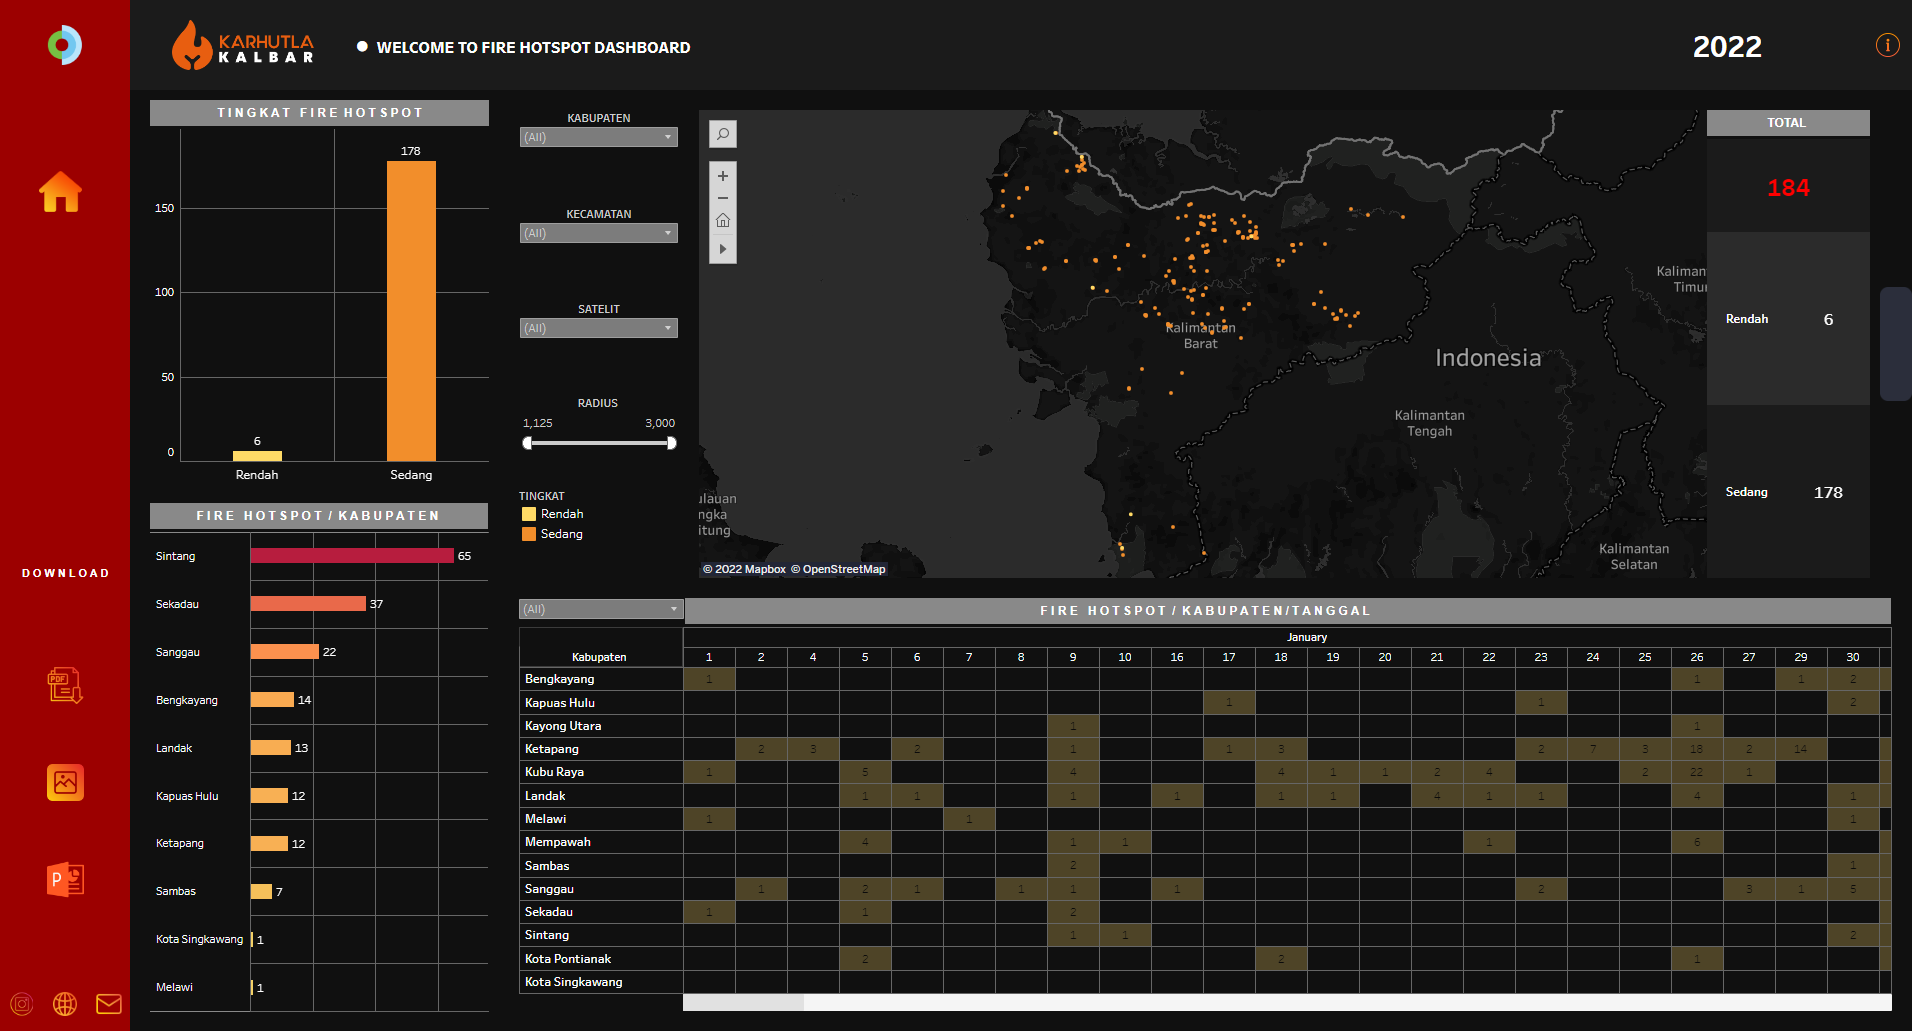 KARHUTLA
KALBAR
WELCOME TO FIRE HOTSPOT DASHBOARD
2022
i
TINGKAT FIRE HOTSPOT
178
150
100
50
6
0
Rendah Sedang
FIRE HOTSPOT / KABUPATEN
Sintang 65
Sekadau 37
Sanggau 22
Bengkayang 14
Landak 13
Kapuas Hulu 12
Ketapang 12
Sambas 7
Kota Singkawang 1
Melawi 1
DOWNLOAD
PDF
P
KABUPATEN
(All)
KECAMATAN
(All)
SATELIT
(All)
RADIUS
1,125 3,000
TINGKAT
Rendah
Sedang
Kalimantan
Barat
Indonesia
Kalimantan
Tengah
Kaliman
Timur
Kalimantan
Selatan
ulauan
ngka
itung
© 2022 Mapbox © OpenStreetMap
TOTAL
184
Rendah 6
Sedang 178
(All)
FIRE HOTSPOT / KABUPATEN/TANGGAL
January
Kabupaten 1 2 4 5 6 7 8 9 10 16 17 18 19 20 21 22 23 24 25 26 27 29 30
Bengkayang 1 1 1 2
Kapuas Hulu 1 1 2
Kayong Utara 1 1
Ketapang 2 3 2 1 1 3 2 7 3 18 2 14
Kubu Raya 1 5 4 4 1 1 2 4 2 22 1
Landak 1 1 1 1 1 1 4 1 1 4 1
Melawi 1 1 1
Mempawah 4 1 1 1 6
Sambas 2 1
Sanggau 1 2 1 1 1 1 2 3 1 5
Sekadau 1 1 2
Sintang 1 1 2
Kota Pontianak 2 2 1
Kota Singkawang